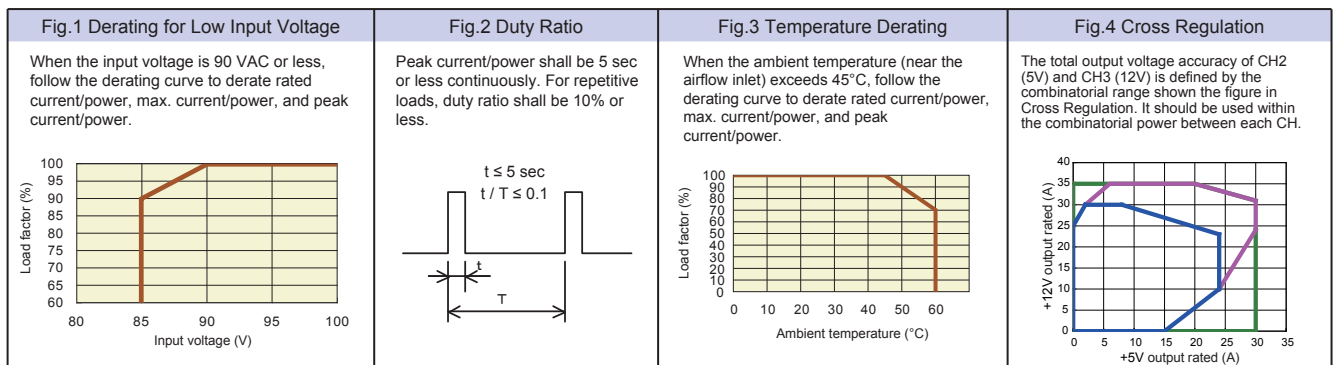 Fig.1 Derating for Low Input Voltage
When the input voltage is 90 VAC or less,
follow the derating curve to derate rated
current/power, max. current/power, and peak
current/power.
Load factor (%)
100
95
90
85
80
75
70
65
60
80 85 90 95 100
Input voltage (V)
Fig.2 Duty Ratio
Peak current/power shall be 5 sec
or less continuously. For repetitive
loads, duty ratio shall be 10% or
less.
t ≤ 5 sec
t / T ≤ 0.1
t
T
Fig.3 Temperature Derating
When the ambient temperature (near the
airflow inlet) exceeds 45°C, follow the
derating curve to derate rated current/power,
max. current/power, and peak
current/power.
Load factor (%)
100
90
80
70
60
50
40
30
20
10
0
0 10 20 30 40 50 60
Ambient temperature (°C)
Fig.4 Cross Regulation
The total output voltage accuracy of CH2
(5V) and CH3 (12V) is defined by the
combinatorial range shown the figure in
Cross Regulation. It should be used within
the combinatorial power between each CH.
+12V output rated (A)
40
35
30
25
20
15
10
5
0
0 5 10 15 20 25 30 35
+5V output rated (A)